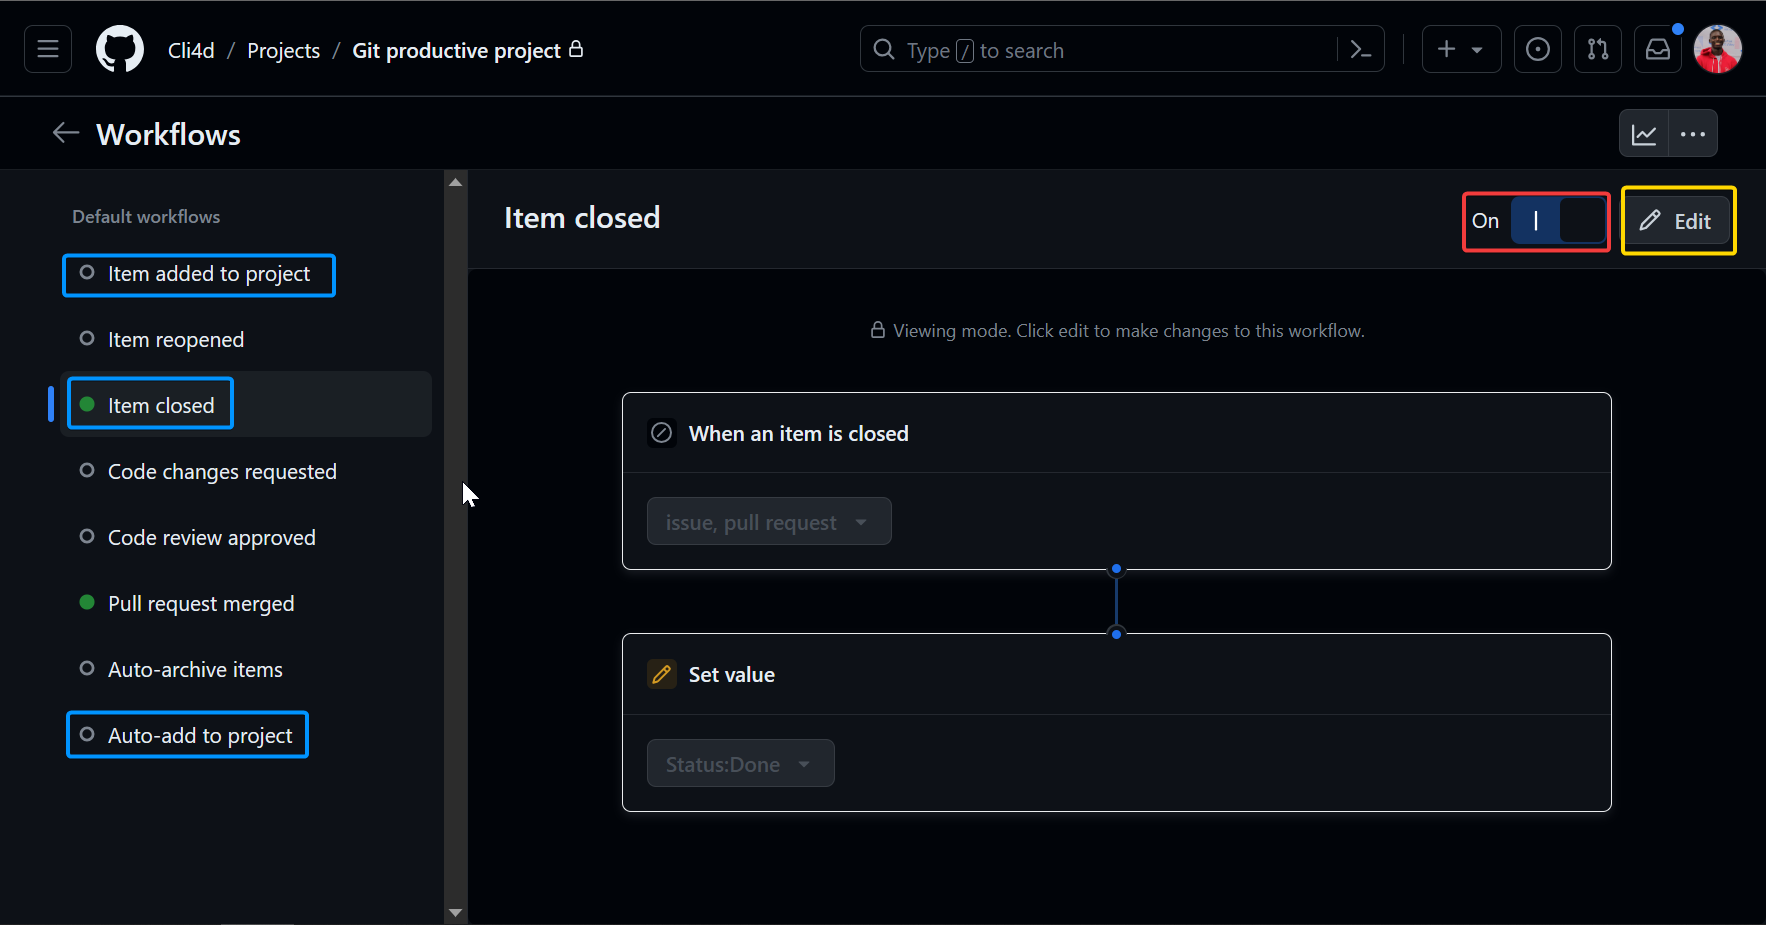 Cli4d / Projects / Git productive project
Type / to search
Workflows
Default workflows
Item added to project
Item reopened
Item closed
Code changes requested
Code review approved
Pull request merged
Auto-archive items
Auto-add to project
Item closed
On
Edit
Viewing mode. Click edit to make changes to this workflow.
When an item is closed
issue, pull request
Set value
Status:Done